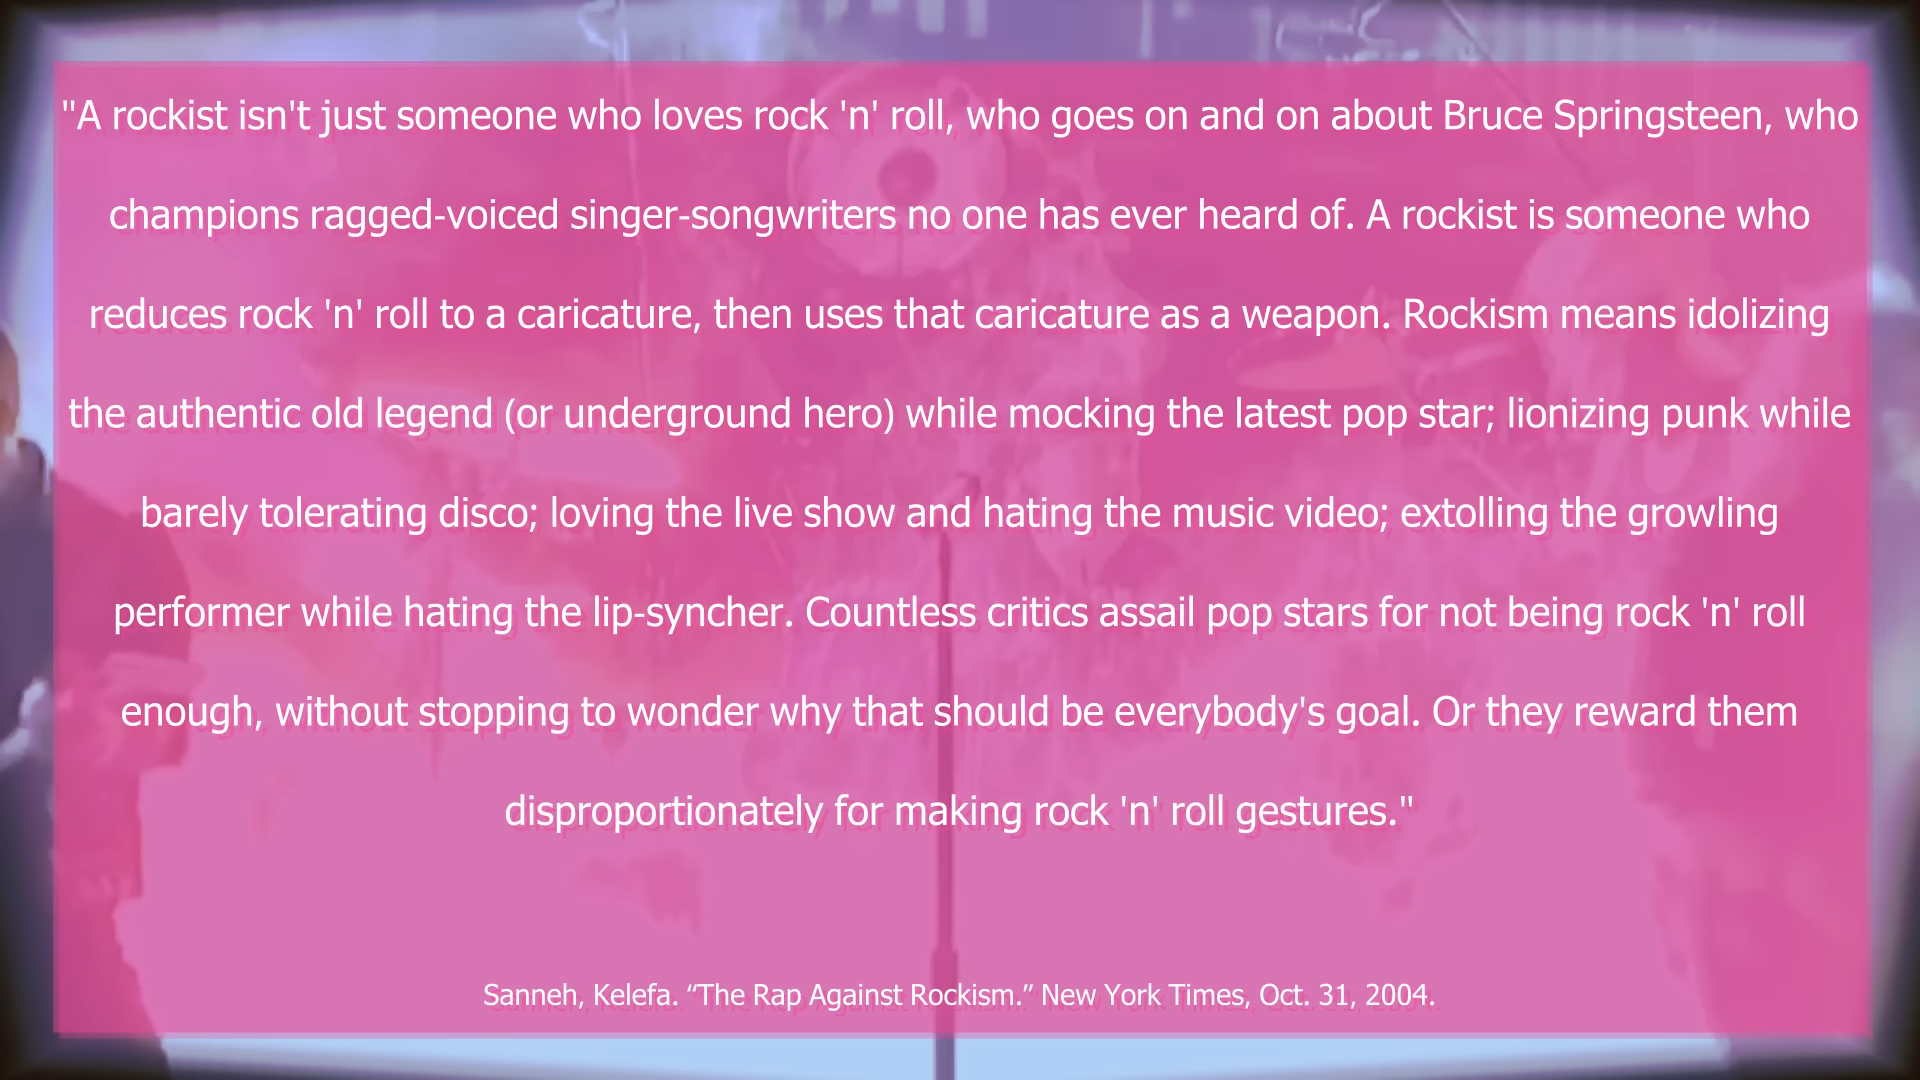 "A rockist isn't just someone who loves rock 'n' roll, who goes on and on about Bruce Springsteen, who
champions ragged-voiced singer-songwriters no one has ever heard of. A rockist is someone who
reduces rock 'n' roll to a caricature, then uses that caricature as a weapon. Rockism means idolizing
the authentic old legend (or underground hero) while mocking the latest pop star; lionizing punk while
barely tolerating disco; loving the live show and hating the music video; extolling the growling
performer while hating the lip-syncher. Countless critics assail pop stars for not being rock 'n' roll
enough, without stopping to wonder why that should be everybody's goal. Or they reward them
disproportionately for making rock 'n' roll gestures."
Sanneh, Kelefa. “The Rap Against Rockism.” New York Times, Oct. 31, 2004.